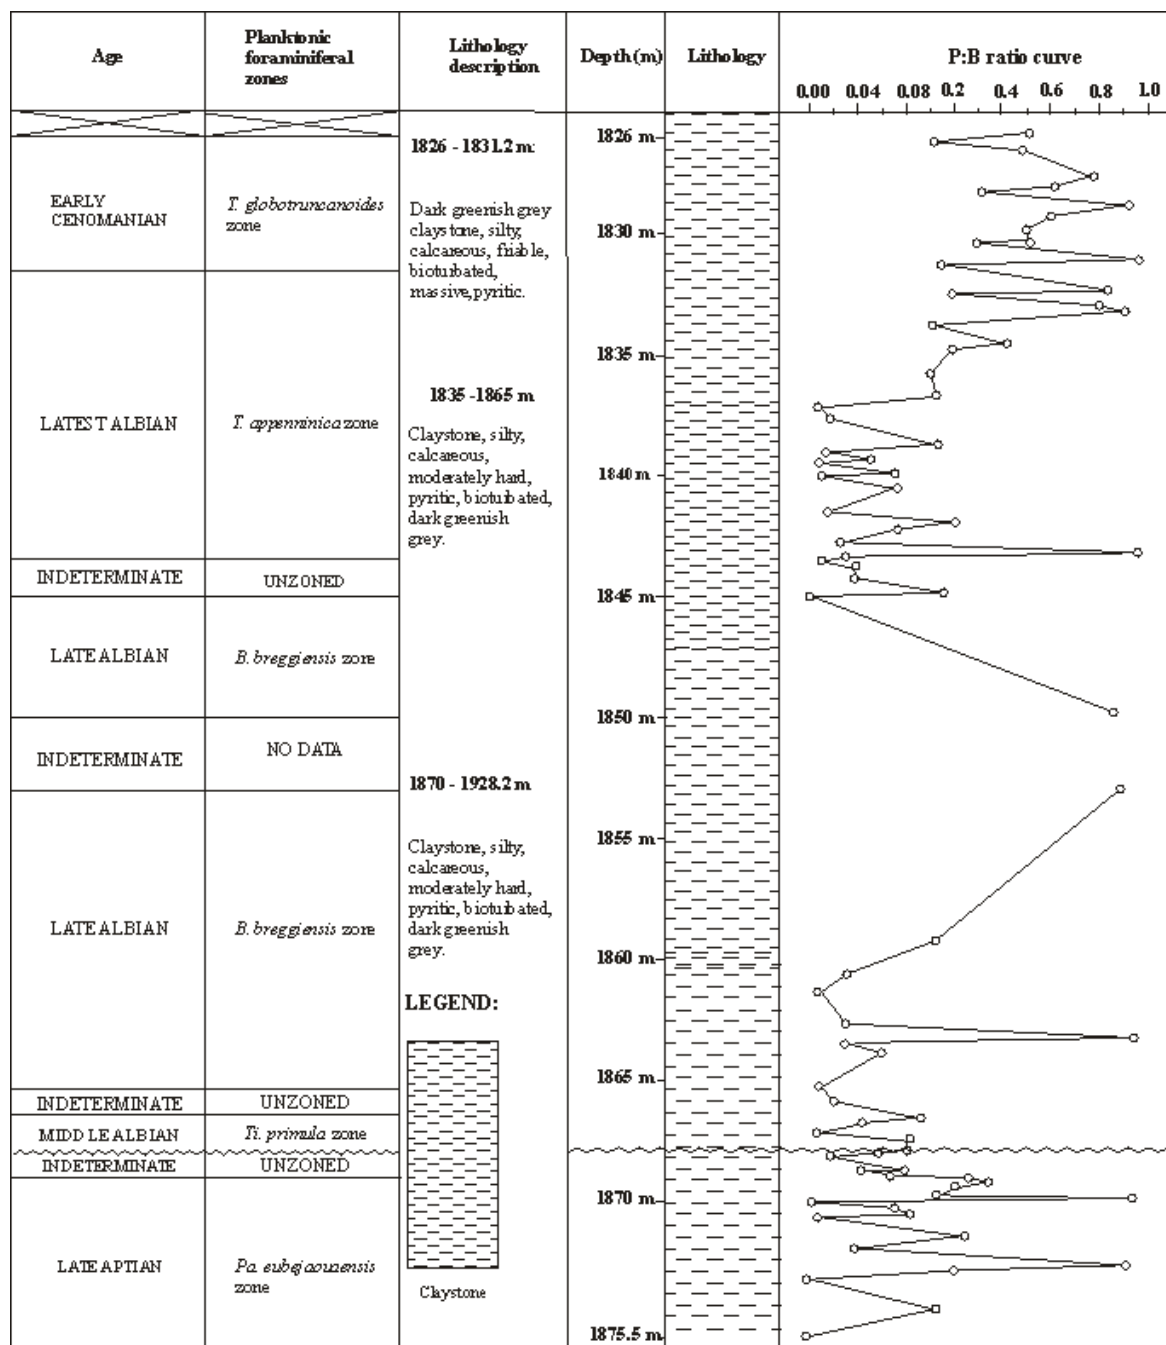 Age
Planktonic
foraminiferal
zones
Lithology
description
Depth(m)
Lithology
P:B ratio curve
0.00 0.04 0.08 0.2 0.4 0.6 0.8 1.0
EARLY
CENOMANIAN
T. globotruncanoides
zone
LATEST ALBIAN
T. appenninica zone
INDETERMINATE
UNZONED
LATE ALBIAN
B. breggiensis zone
INDETERMINATE
NO DATA
LATE ALBIAN
B. breggiensis zone
INDETERMINATE
UNZONED
MIDDLE ALBIAN
Ti. primula zone
INDETERMINATE
UNZONED
LATE APTIAN
Pa. eubejaouaensis
zone
1826 - 1831.2 m:
Dark greenish grey
claystone, silty,
calcareous, friable,
bioturbated,
massive, pyritic.
1835 -1865 m
Claystone, silty,
calcareous,
moderately hard,
pyritic, bioturbated,
dark greenish
grey.
1870 - 1928.2 m
Claystone, silty,
calcareous,
moderately hard,
pyritic, bioturbated,
dark greenish
grey.
LEGEND:
Claystone
1826 m
1830 m
1835 m
1840 m
1845 m
1850 m
1855 m
1860 m
1865 m
1870 m
1875.5 m